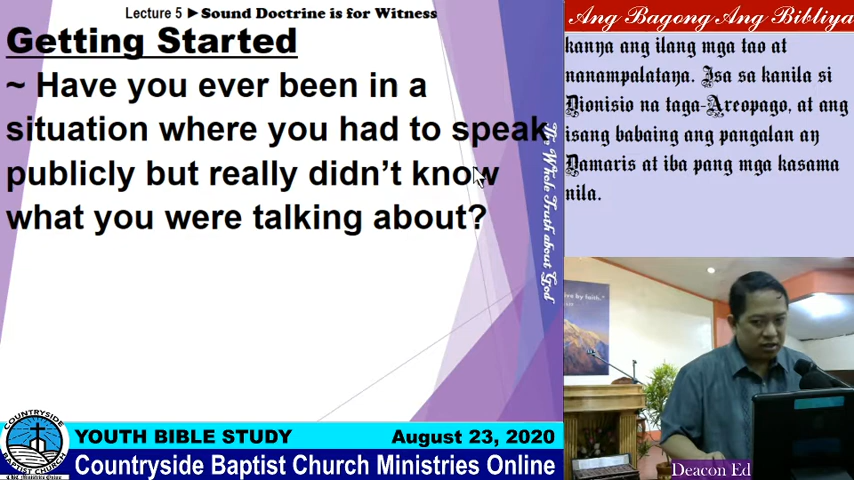 Lecture 5 ►Sound Doctrine is for Witness
Getting Started
~ Have you ever been in a
situation where you had to speak
publicly but really didn’t know
what you were talking about?
The Whole Truth about God
Ang Bagong Ang Bibliya
kanya ang ilang mga tao at
nanampalataya. Isa sa kanila si
Dionisio na taga-Areopago, at ang
isang babaing ang pangalan ay
Damaris at iba pang mga kasama
nila.
by faith."
Deacon Ed
COUNTRYSIDE
BAPTIST CHURCH
YOUTH BIBLE STUDY August 23, 2020
Countryside Baptist Church Ministries Online